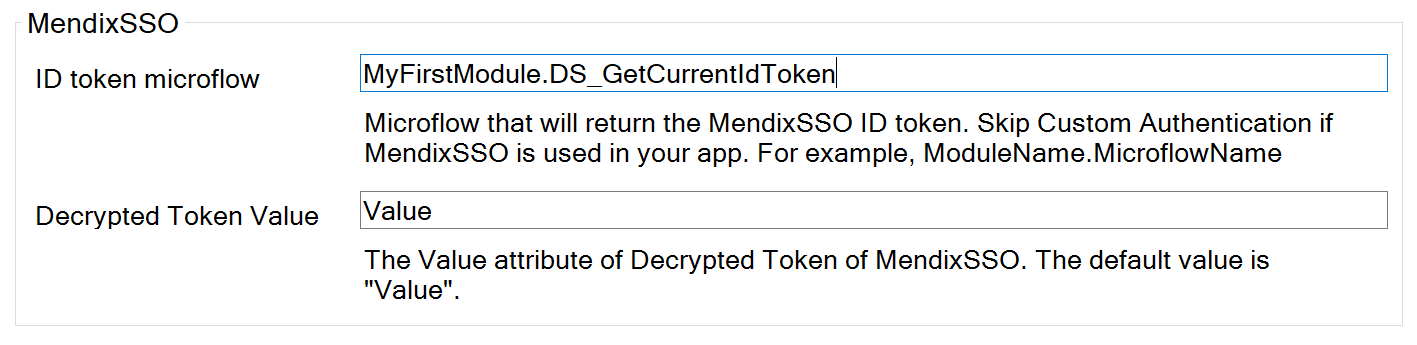 MendixSSO
ID token microflow
MyFirstModule.DS_GetCurrentIdToken
Microflow that will return the MendixSSO ID token. Skip Custom Authentication if
MendixSSO is used in your app. For example, ModuleName.MicroflowName
Decrypted Token Value
Value
The Value attribute of Decrypted Token of MendixSSO. The default value is
"Value".